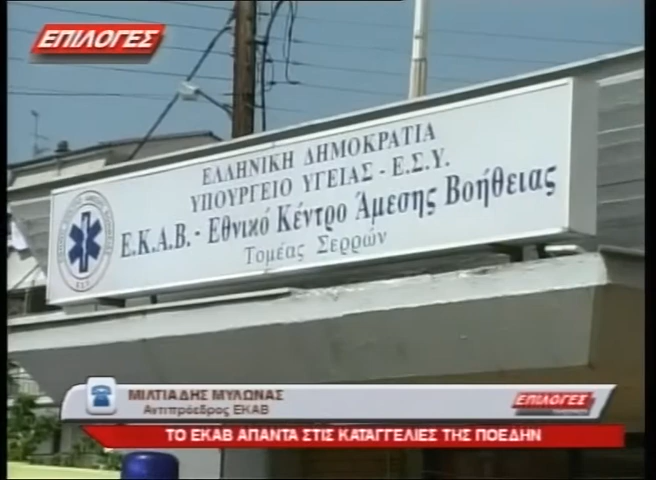 ΕΠΙΛΟΓΕΣ
ΕΛΛΗΝΙΚΗ ΔΗΜΟΚΡΑΤΙΑ
ΥΠΟΥΡΓΕΙΟ ΥΓΕΙΑΣ - Ε.Σ.Υ.
Ε.Κ.Α.Β. - Εθνικό Κέντρο Άμεσης Βοήθειας
Τομέας Σερρών
ΜΙΛΤΙΑΔΗΣ ΜΥΛΩΝΑΣ
Αντιπρόεδρος ΕΚΑΒ
ΕΠΙΛΟΓΕΣ
ΤΟ ΕΚΑΒ ΑΠΑΝΤΑ ΣΤΙΣ ΚΑΤΑΓΓΕΛΙΕΣ ΤΗΣ ΠΟΕΔΗΝ